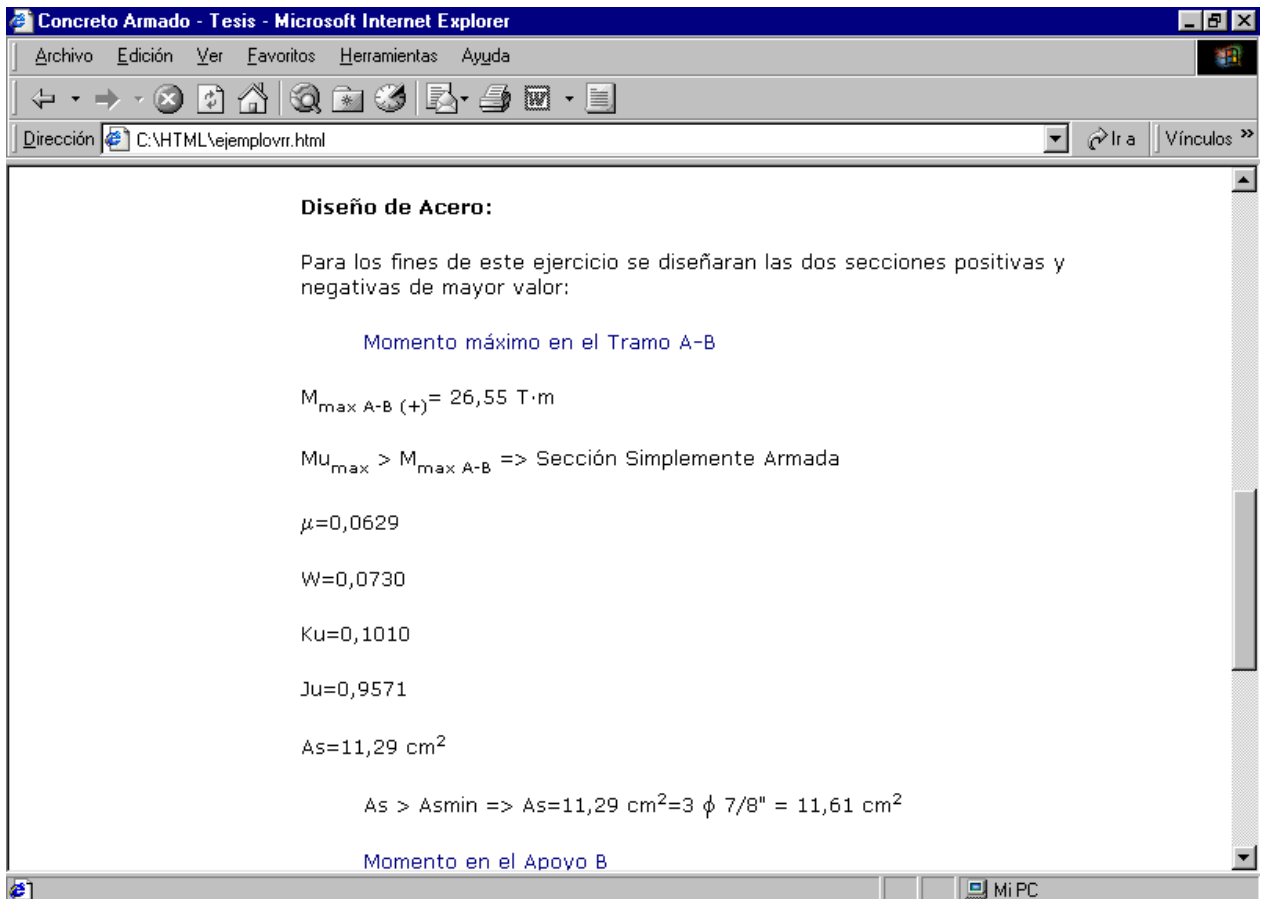 Concreto Armado - Tesis - Microsoft Internet Explorer
Archivo Edición Ver Favoritos Herramientas Ayuda
Dirección C:\HTML\ejemplovrr.html Ir a Vínculos »
Diseño de Acero:
Para los fines de este ejercicio se diseñaran las dos secciones positivas y
negativas de mayor valor:
Momento máximo en el Tramo A-B
M_max A-B (+)= 26,55 T·m
Mu_max > M_max A-B => Sección Simplemente Armada
μ=0,0629
W=0,0730
Ku=0,1010
Ju=0,9571
As=11,29 cm²
As > Asmin => As=11,29 cm²=3 ϕ 7/8" = 11,61 cm²
Momento en el Apoyo B
Mi PC